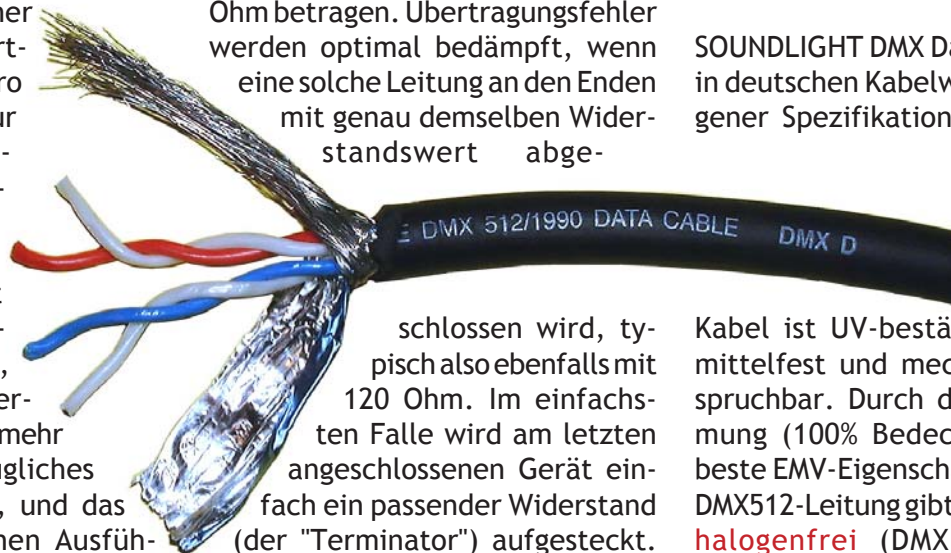 ner
rt-
ro
ur
-
-
-
,
er-
mehr
ügliches
, und das
nen Ausfüh-
Ohm betragen. Übertragungsfehler
werden optimal bedämpft, wenn
eine solche Leitung an den Enden
mit genau demselben Wider-
standswert abge-
E DMX 512/1990 DATA CABLE DMX D
schlossen wird, ty-
pisch also ebenfalls mit
120 Ohm. Im einfachs-
ten Falle wird am letzten
angeschlossenen Gerät ein-
fach ein passender Widerstand
(der "Terminator") aufgesteckt.
SOUNDLIGHT DMX Da
in deutschen Kabelw
gener Spezifikation
Kabel ist UV-bestä
mittelfest und mec
spruchbar. Durch d
mung (100% Bedec
beste EMV-Eigensch
DMX512-Leitung gibt
halogenfrei (DMX